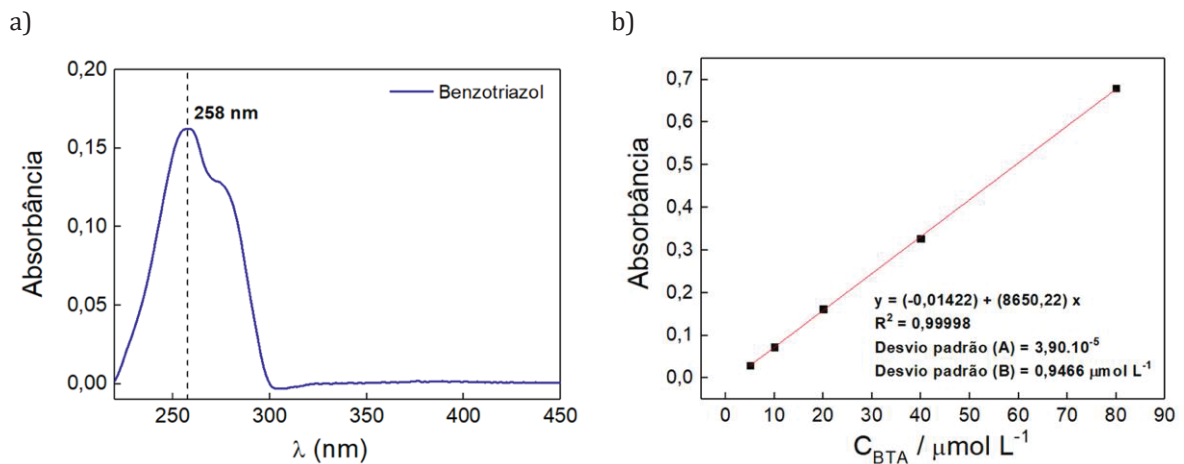 a)
0,20
0,15
0,10
0,05
0,00
Absorbância
Benzotriazol
258 nm
250 300 350 400 450
λ (nm)
b)
0,7
0,6
0,5
0,4
0,3
0,2
0,1
0,0
Absorbância
y = (-0,01422) + (8650,22) x
R² = 0,99998
Desvio padrão (A) = 3,90.10⁻⁵
Desvio padrão (B) = 0,9466 μmol L⁻¹
0 10 20 30 40 50 60 70 80 90
C_BTA / μmol L⁻¹